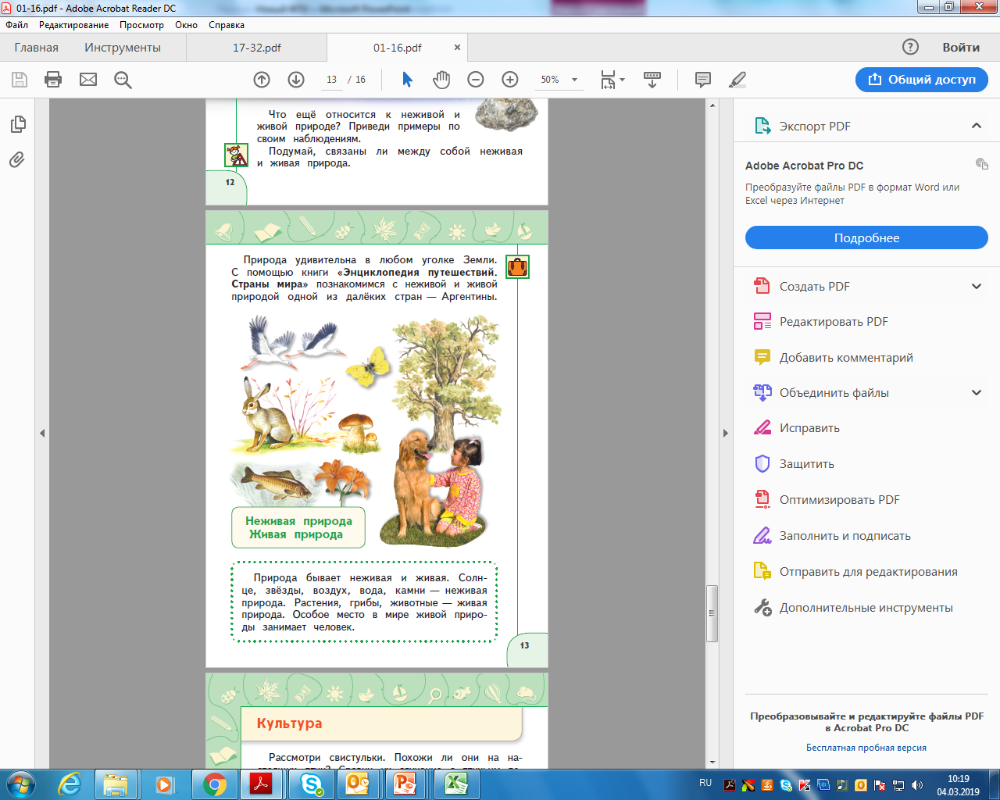 01-16.pdf - Adobe Acrobat Reader DC
Файл Редактирование Просмотр Окно Справка
Главная Инструменты 17-32.pdf 01-16.pdf × Войти
13 / 16 50% Общий доступ
Что ещё относится к неживой и
живой природе? Приведи примеры по
своим наблюдениям.
Подумай, связаны ли между собой неживая
и живая природа.
12
Природа удивительна в любом уголке Земли.
С помощью книги «Энциклопедия путешествий.
Страны мира» познакомимся с неживой и живой
природой одной из далёких стран — Аргентины.
Неживая природа
Живая природа
Природа бывает неживая и живая. Солн-
це, звёзды, воздух, вода, камни — неживая
природа. Растения, грибы, животные — живая
природа. Особое место в мире живой приро-
ды занимает человек.
13
Культура
Рассмотри свистульки. Похожи ли они на на-
Экспорт PDF
Adobe Acrobat Pro DC
Преобразуйте файлы PDF в формат Word или
Excel через Интернет
Подробнее
Создать PDF
Редактировать PDF
Добавить комментарий
Объединить файлы
Исправить
Защитить
Оптимизировать PDF
Заполнить и подписать
Отправить для редактирования
Дополнительные инструменты
Преобразовывайте и редактируйте файлы PDF
в Acrobat Pro DC
Бесплатная пробная версия
RU
10:19
04.03.2019